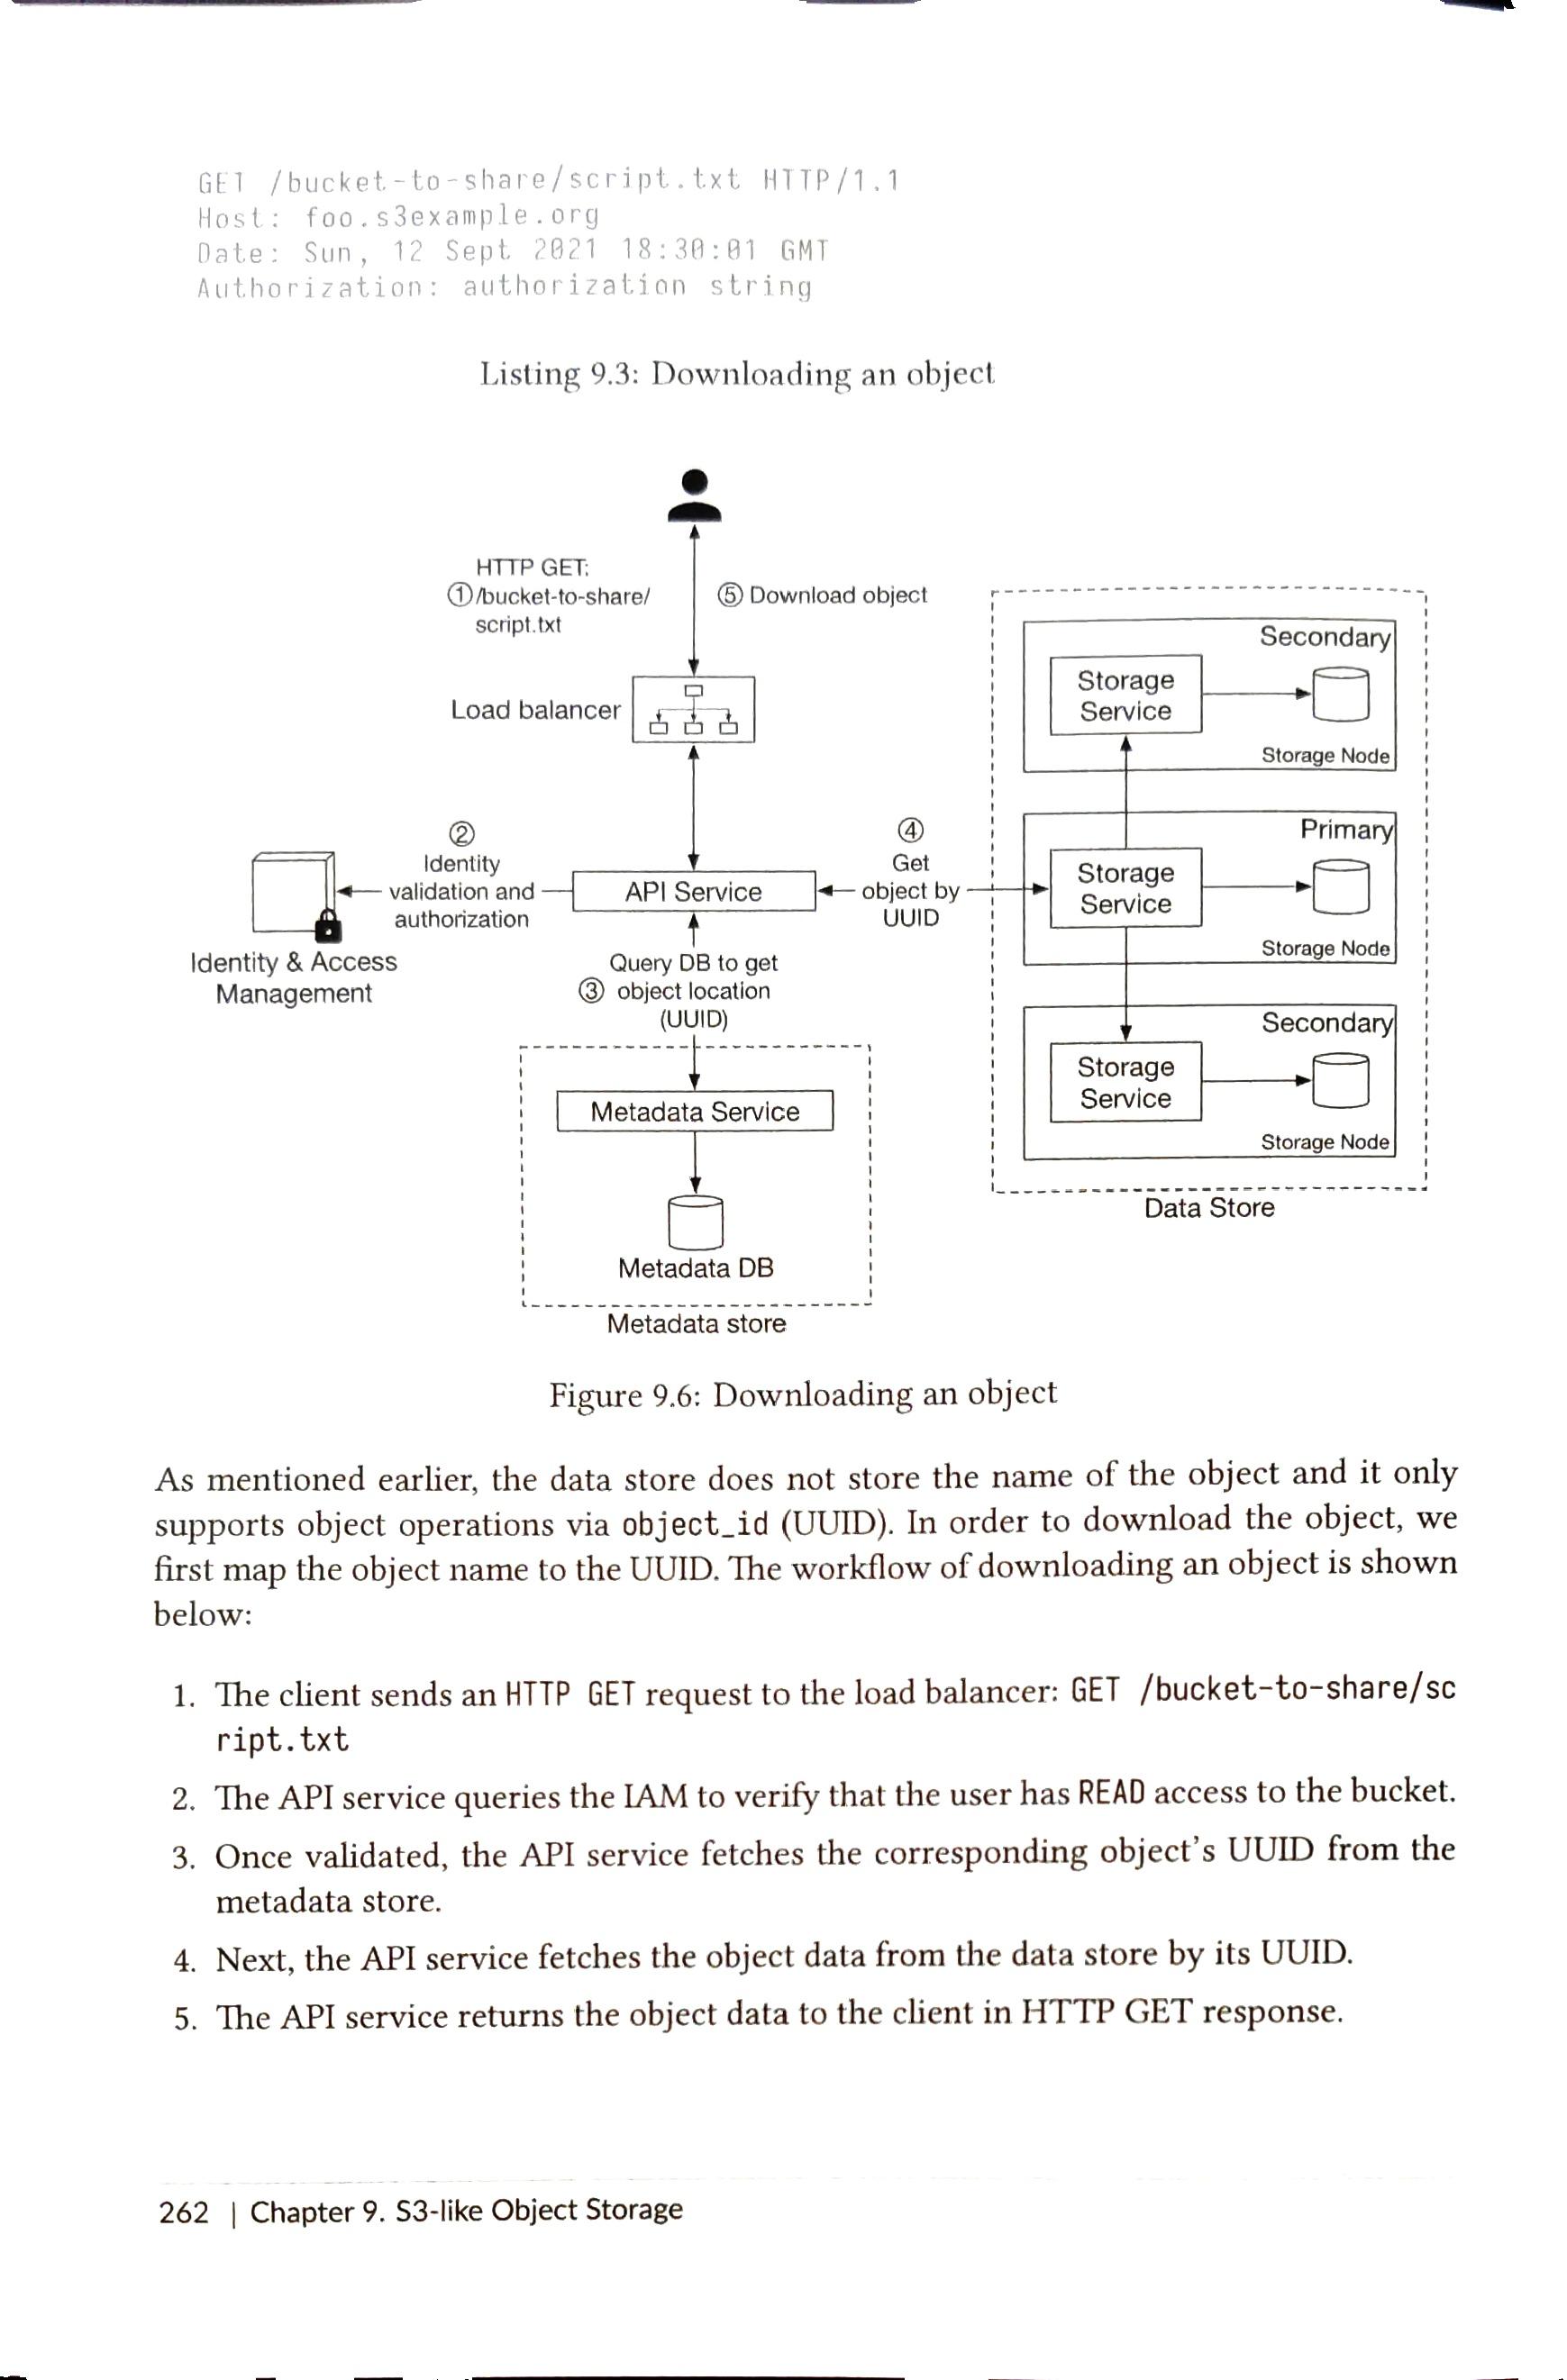 GET /bucket-to-share/script.txt HTTP/1.1
Host: foo.s3example.org
Date: Sun, 12 Sept 2021 18:30:01 GMT
Authorization: authorization string
Listing 9.3: Downloading an object
HTTP GET:
①/bucket-to-share/
script.txt
⑤ Download object
Load balancer
②
Identity
validation and
authorization
Identity & Access
Management
API Service
④
Get
object by
UUID
Query DB to get
③ object location
(UUID)
Metadata Service
Metadata DB
Metadata store
Secondary
Storage
Service
Storage Node
Primary
Storage
Service
Storage Node
Secondary
Storage
Service
Storage Node
Data Store
Figure 9.6: Downloading an object
As mentioned earlier, the data store does not store the name of the object and it only
supports object operations via object_id (UUID). In order to download the object, we
first map the object name to the UUID. The workflow of downloading an object is shown
below:
1. The client sends an HTTP GET request to the load balancer: GET /bucket-to-share/sc
ript.txt
2. The API service queries the IAM to verify that the user has READ access to the bucket.
3. Once validated, the API service fetches the corresponding object's UUID from the
metadata store.
4. Next, the API service fetches the object data from the data store by its UUID.
5. The API service returns the object data to the client in HTTP GET response.
262 | Chapter 9. S3-like Object Storage